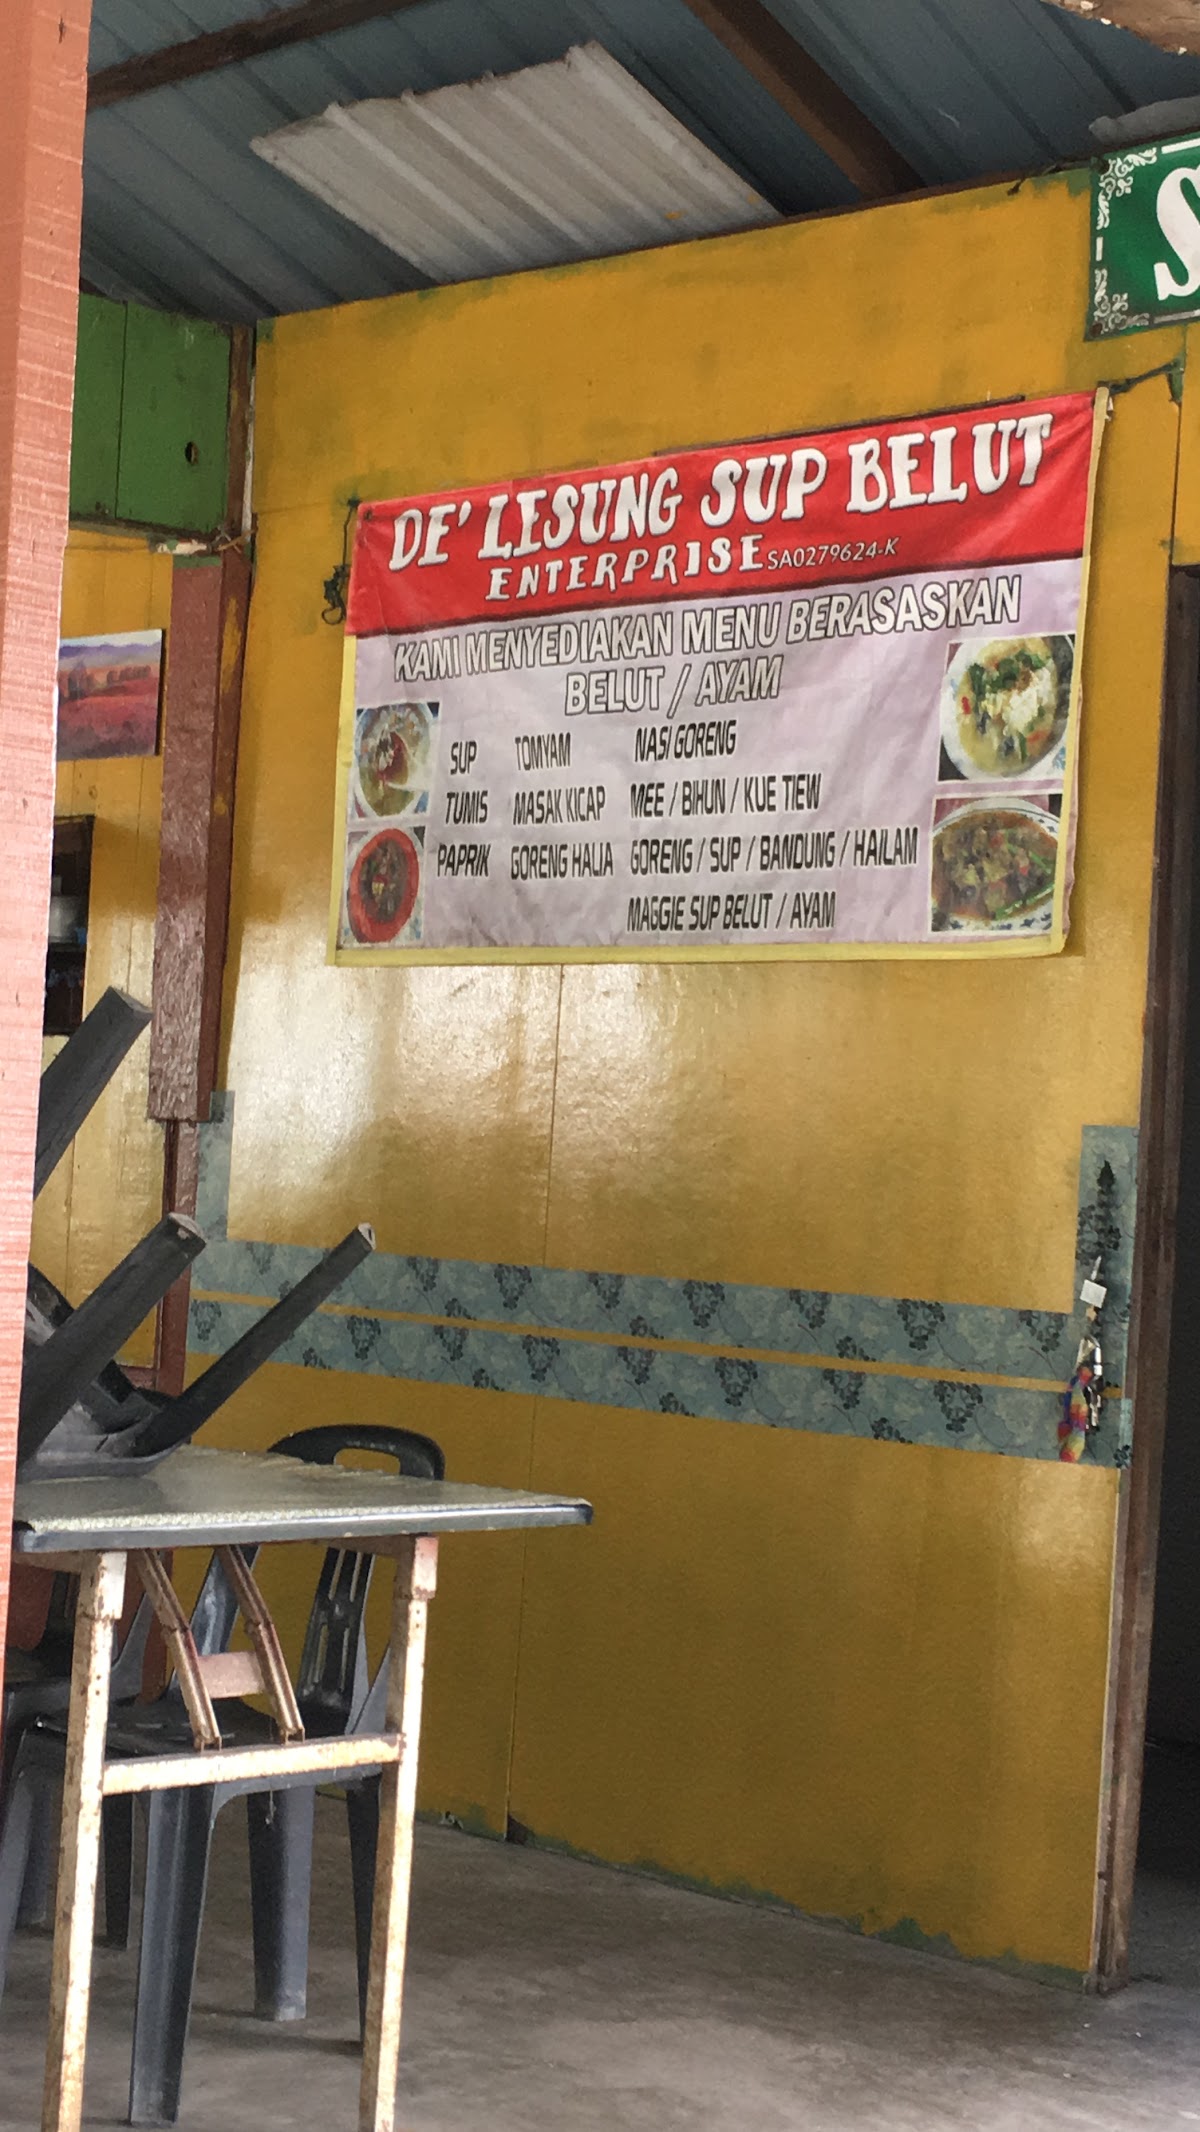 DE' LESUNG SUP BELUT
ENTERPRISE SA0279624-K
KAMI MENYEDIAKAN MENU BERASASKAN
BELUT / AYAM
SUP TOMYAM NASI GORENG
TUMIS MASAK KICAP MEE / BIHUN / KUE TIEW
PAPRIK GORENG HALIA GORENG / SUP / BANDUNG / HAILAM
MAGGIE SUP BELUT / AYAM
S